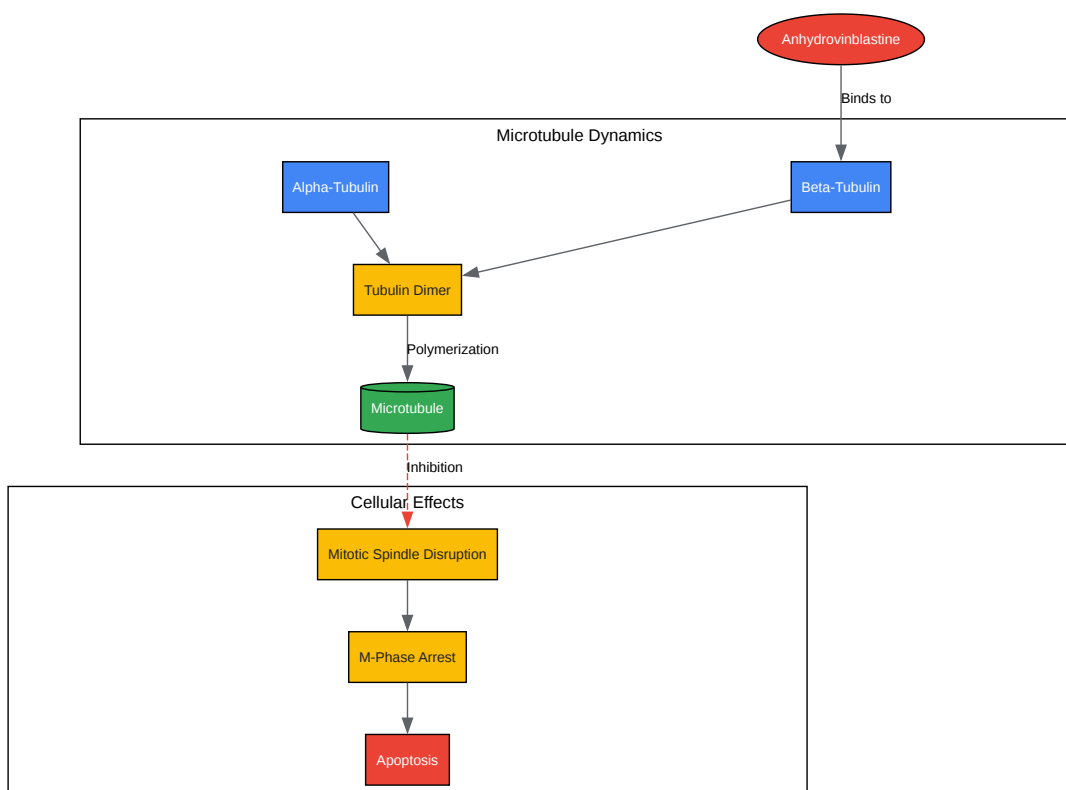 Anhydrovinblastine
Binds to
Microtubule Dynamics
Alpha-Tubulin
Beta-Tubulin
Tubulin Dimer
Polymerization
Microtubule
Inhibition
Cellular Effects
Mitotic Spindle Disruption
M-Phase Arrest
Apoptosis